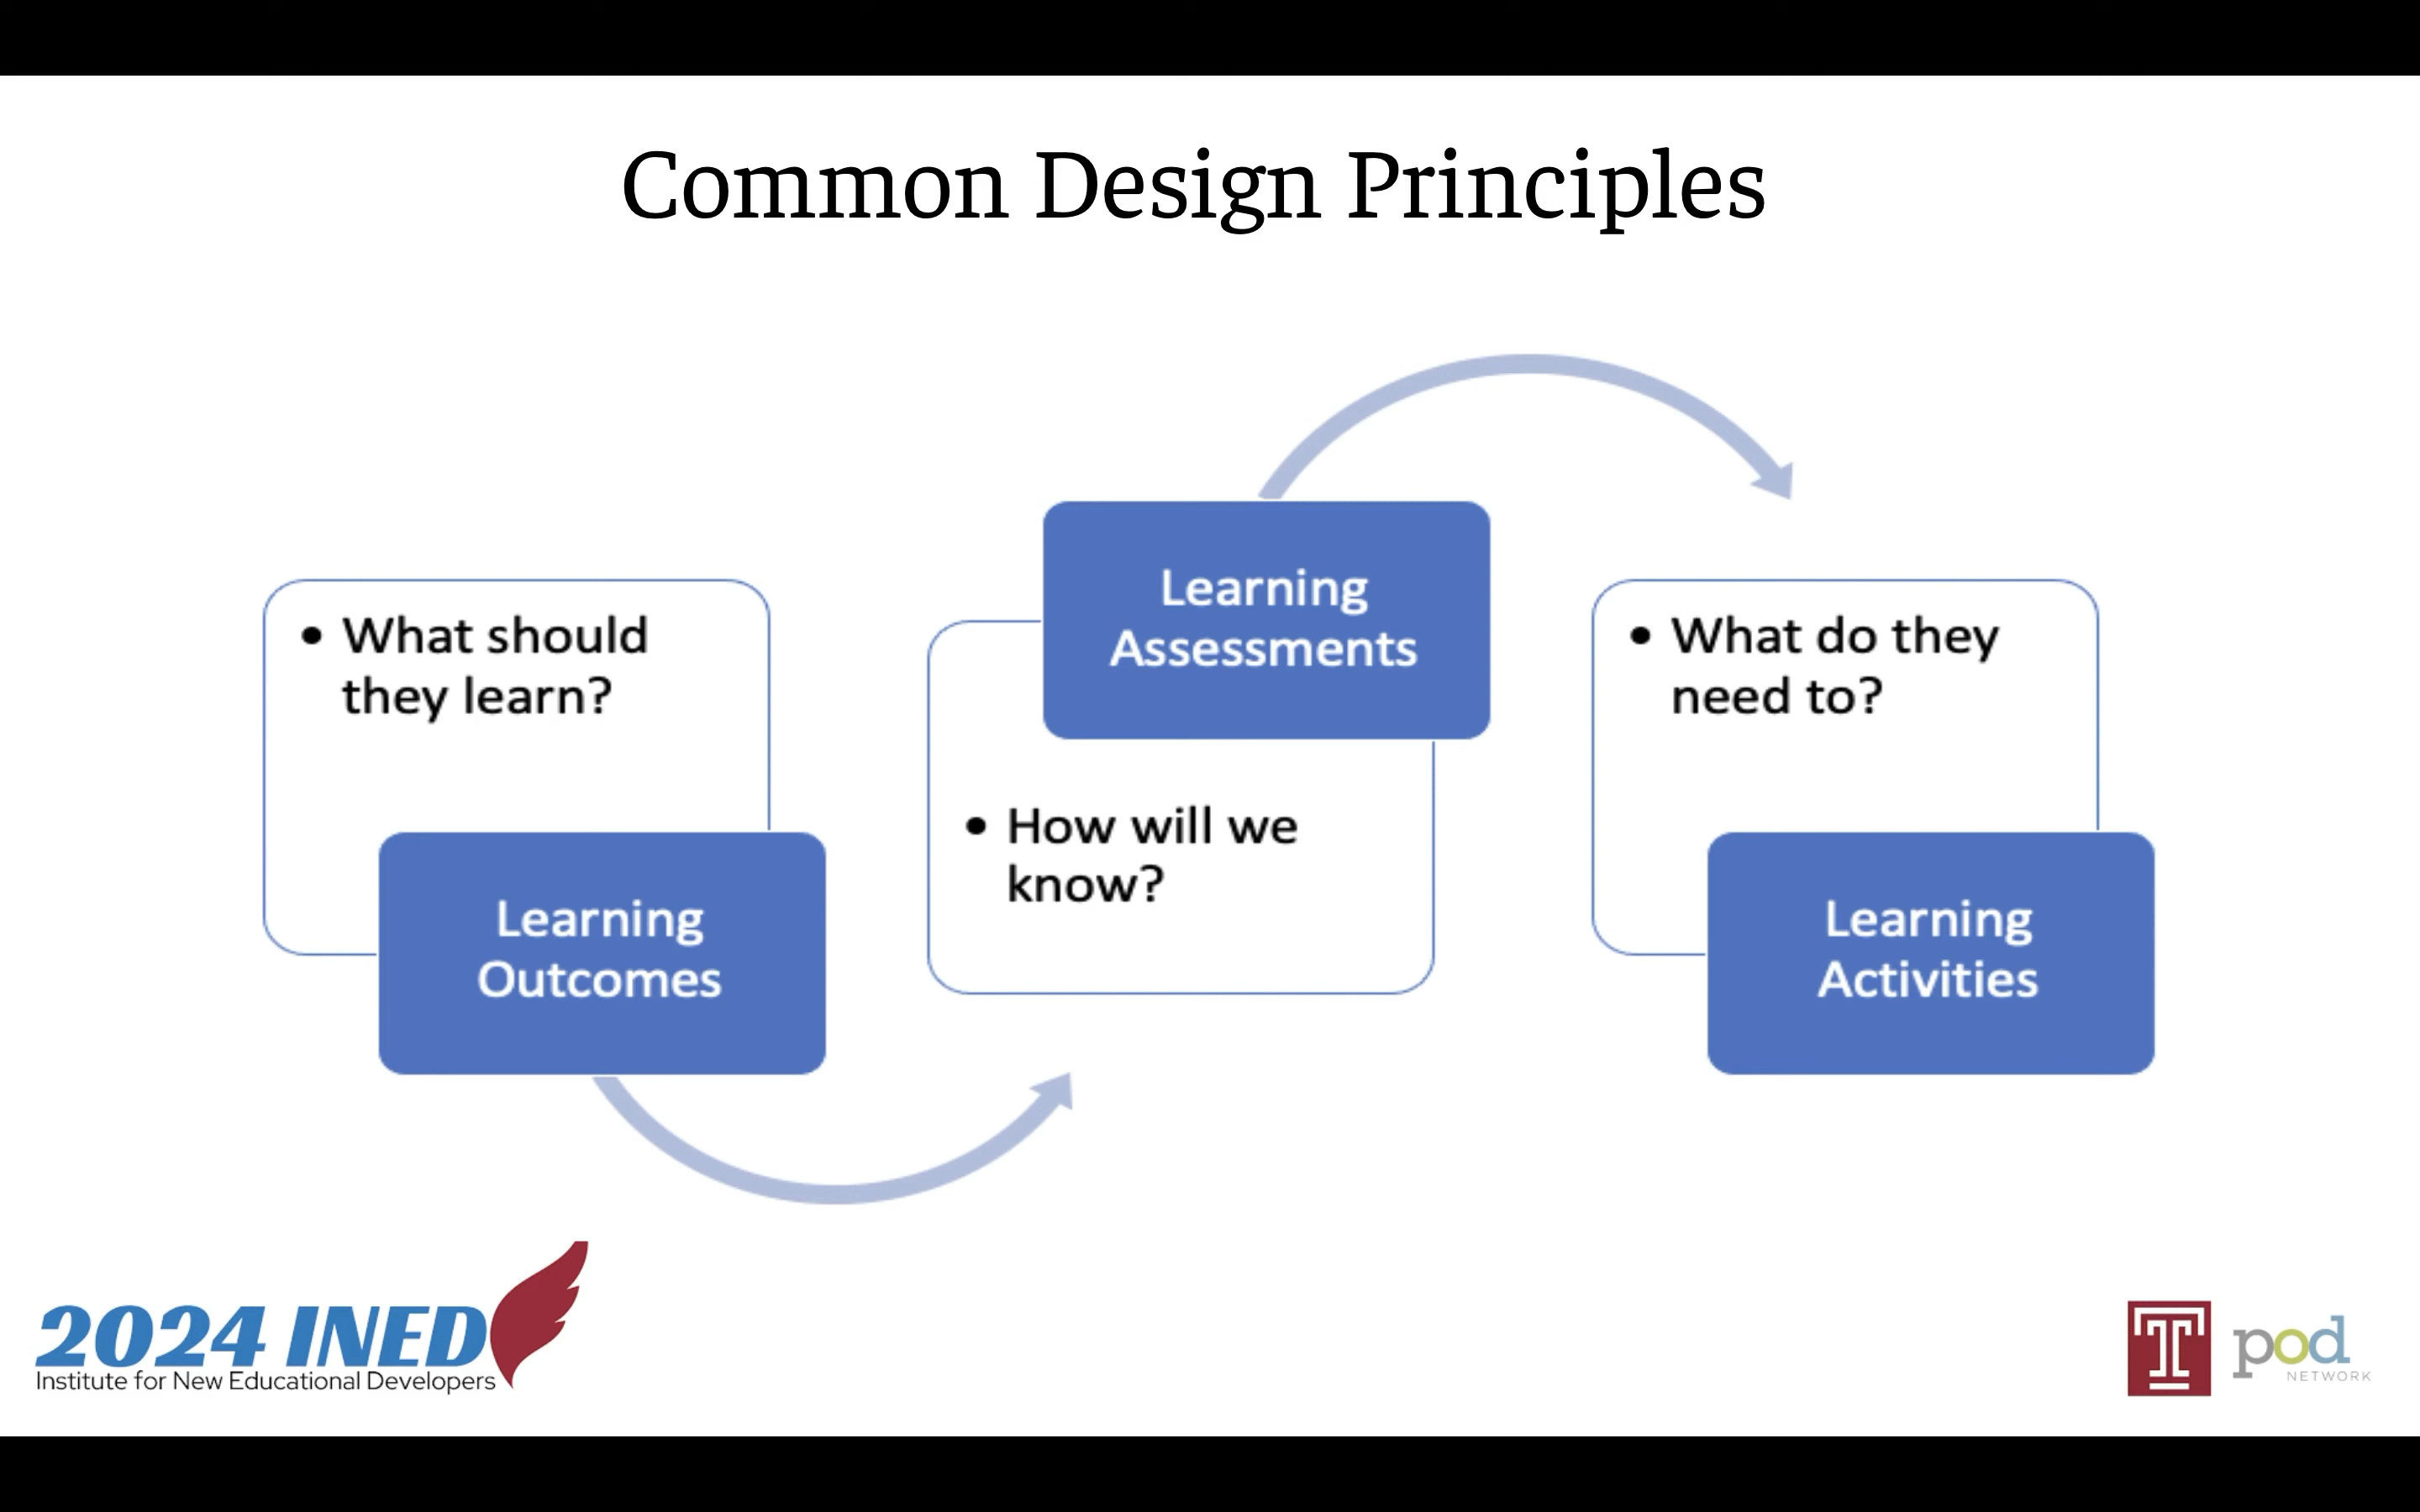 Common Design Principles
• What should
they learn?
Learning
Outcomes
Learning
Assessments
• How will we
know?
• What do they
need to?
Learning
Activities
2024 INED
Institute for New Educational Developers
T
pod
NETWORK